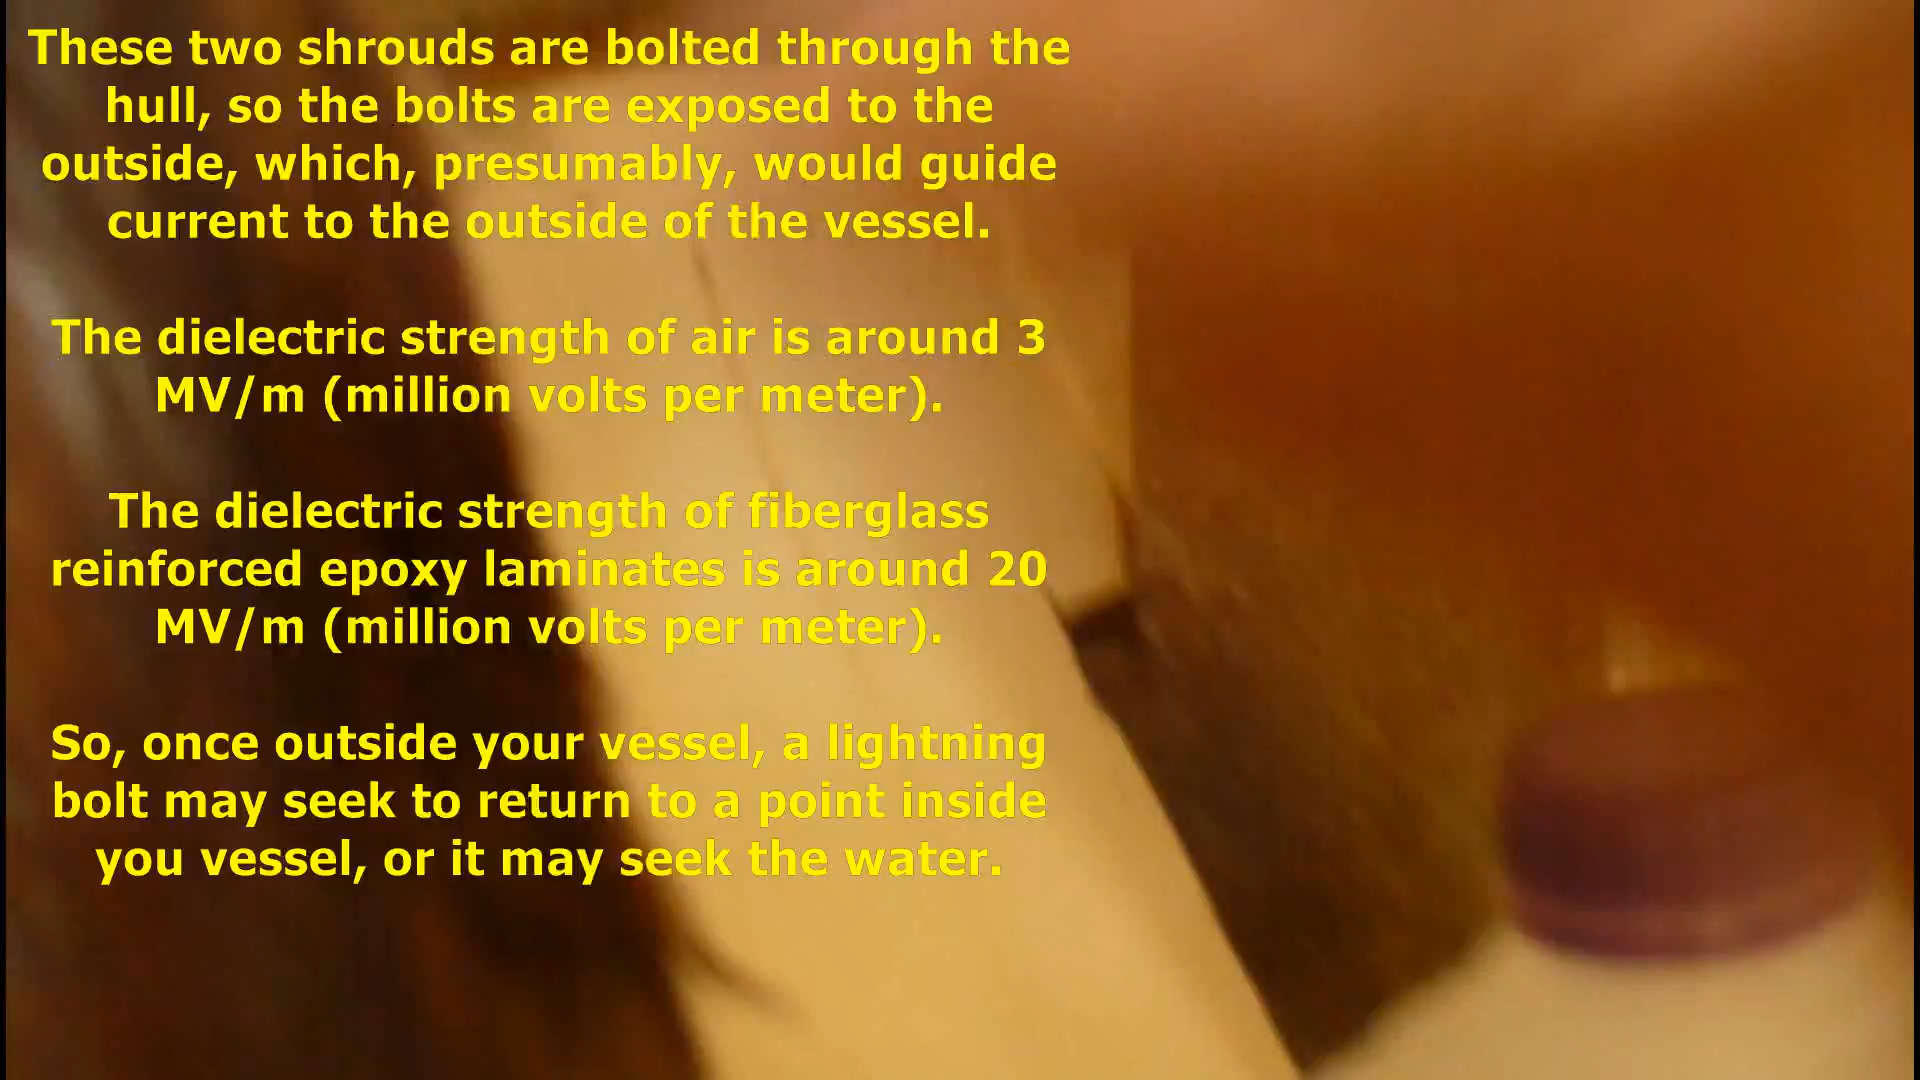 These two shrouds are bolted through the
hull, so the bolts are exposed to the
outside, which, presumably, would guide
current to the outside of the vessel.
The dielectric strength of air is around 3
MV/m (million volts per meter).
The dielectric strength of fiberglass
reinforced epoxy laminates is around 20
MV/m (million volts per meter).
So, once outside your vessel, a lightning
bolt may seek to return to a point inside
you vessel, or it may seek the water.